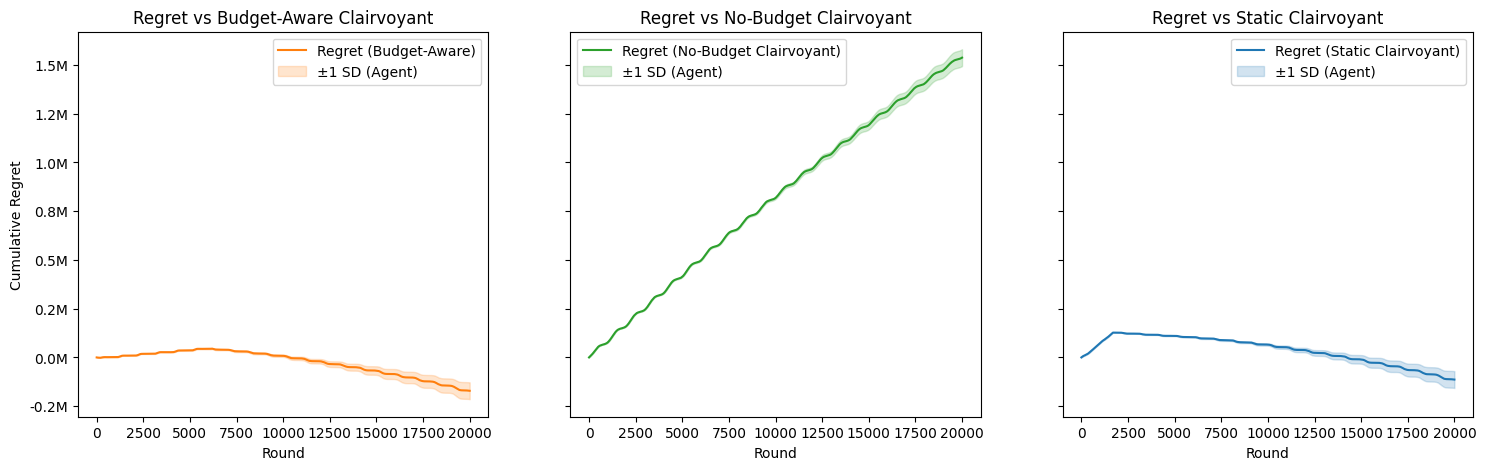 Regret vs Budget-Aware Clairvoyant
Regret (Budget-Aware)
±1 SD (Agent)
Cumulative Regret
1.5M
1.2M
1.0M
0.8M
0.5M
0.2M
0.0M
-0.2M
0 2500 5000 7500 10000 12500 15000 17500 20000
Round
Regret vs No-Budget Clairvoyant
Regret (No-Budget Clairvoyant)
±1 SD (Agent)
0 2500 5000 7500 10000 12500 15000 17500 20000
Round
Regret vs Static Clairvoyant
Regret (Static Clairvoyant)
±1 SD (Agent)
0 2500 5000 7500 10000 12500 15000 17500 20000
Round